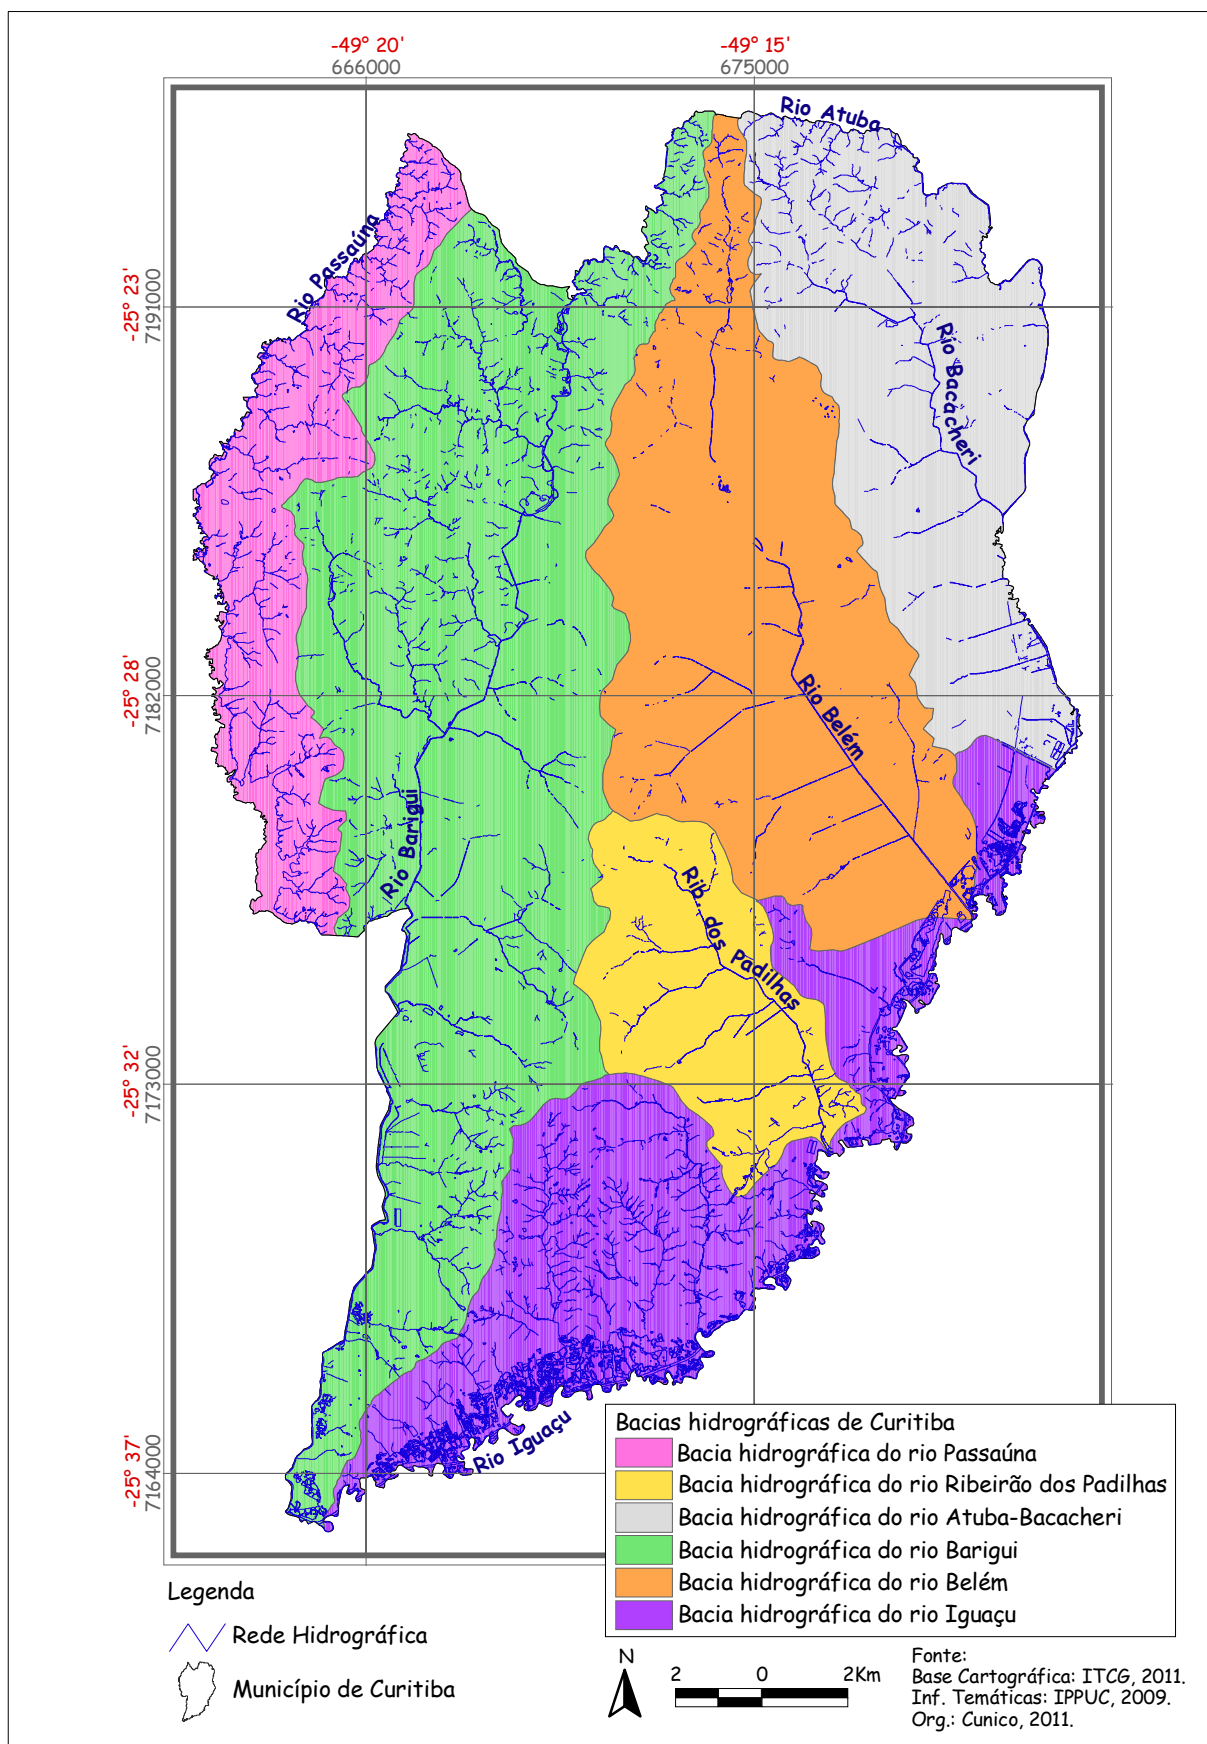 -49° 20'
-49° 15'
666000
675000
Rio Atuba
Rio Passaúna
-25° 23'
7191000
Rio Bacacheri
-25° 28'
7182000
Rio Belém
Rio Barigui
Rib. dos Padilhas
-25° 32'
7173000
Rio Iguaçu
-25° 37'
7164000
Bacias hidrográficas de Curitiba
Bacia hidrográfica do rio Passaúna
Bacia hidrográfica do rio Ribeirão dos Padilhas
Bacia hidrográfica do rio Atuba-Bacacheri
Bacia hidrográfica do rio Barigui
Bacia hidrográfica do rio Belém
Bacia hidrográfica do rio Iguaçu
Legenda
Rede Hidrográfica
Município de Curitiba
N
2 0 2Km
Fonte:
Base Cartográfica: ITCG, 2011.
Inf. Temáticas: IPPUC, 2009.
Org.: Cunico, 2011.